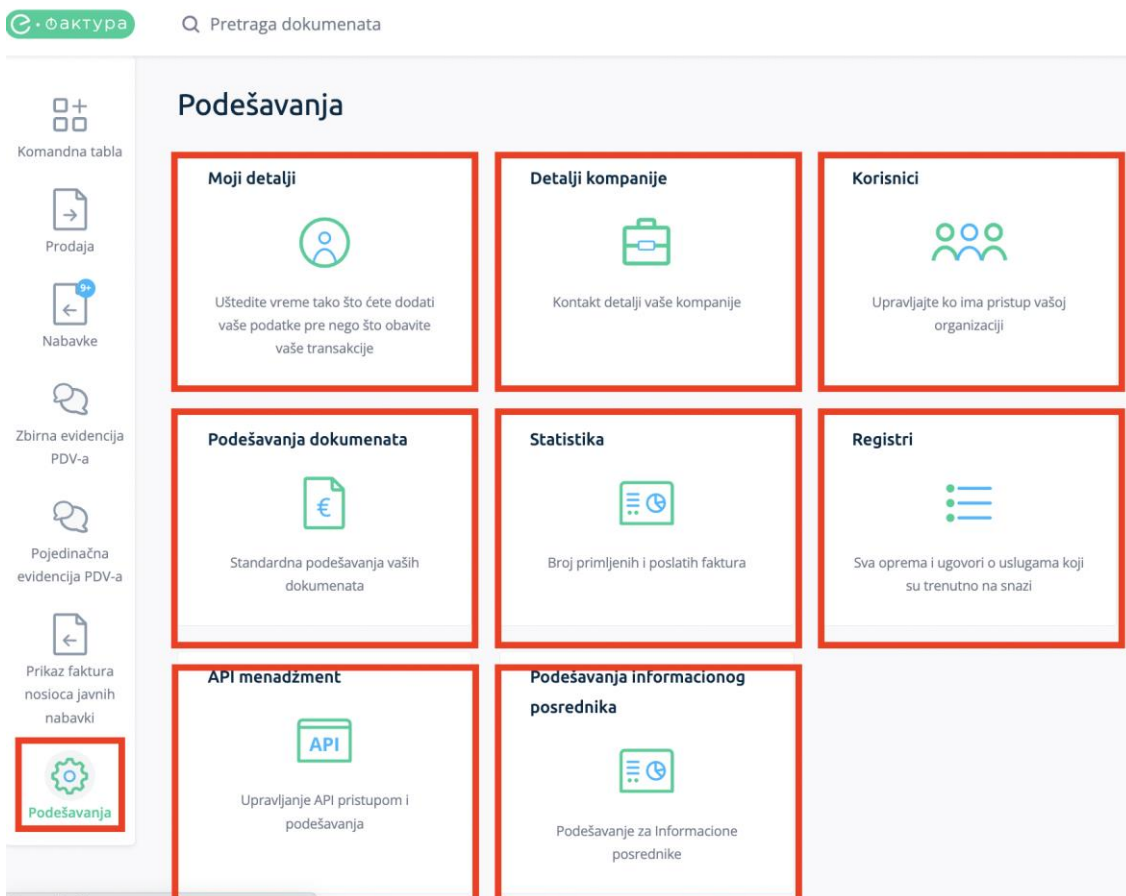 е·Фактура
Pretraga dokumenata
Komandna tabla
Prodaja
9+
Nabavke
Zbirna evidencija
PDV-a
Pojedinačna
evidencija PDV-a
Prikaz faktura
nosioca javnih
nabavki
Podešavanja
Podešavanja
Moji detalji
Uštedite vreme tako što ćete dodati
vaše podatke pre nego što obavite
vaše transakcije
Detalji kompanije
Kontakt detalji vaše kompanije
Korisnici
Upravljajte ko ima pristup vašoj
organizaciji
Podešavanja dokumenata
€
Standardna podešavanja vaših
dokumenata
Statistika
Broj primljenih i poslatih faktura
Registri
Sva oprema i ugovori o uslugama koji
su trenutno na snazi
API menadžment
API
Upravljanje API pristupom i
podešavanja
Podešavanja informacionog
posrednika
Podešavanje za Informacione
posrednike